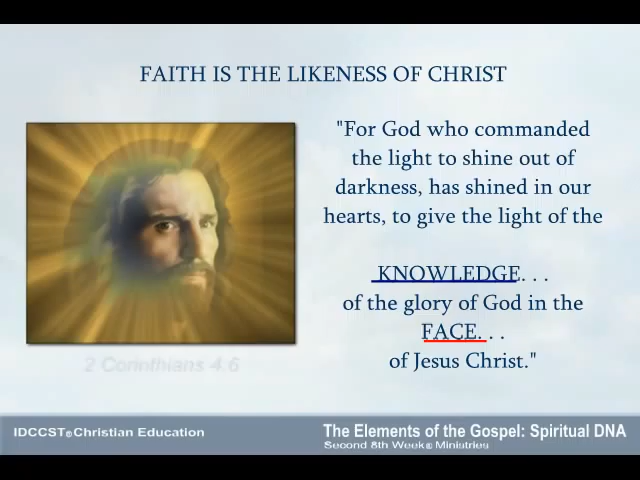 FAITH IS THE LIKENESS OF CHRIST
"For God who commanded
the light to shine out of
darkness, has shined in our
hearts, to give the light of the
KNOWLEDGE. . .
of the glory of God in the
FACE. . .
of Jesus Christ."
2 Corinthians 4:6
IDCCST®Christian Education
The Elements of the Gospel: Spiritual DNA
Second 8th Week® Ministries